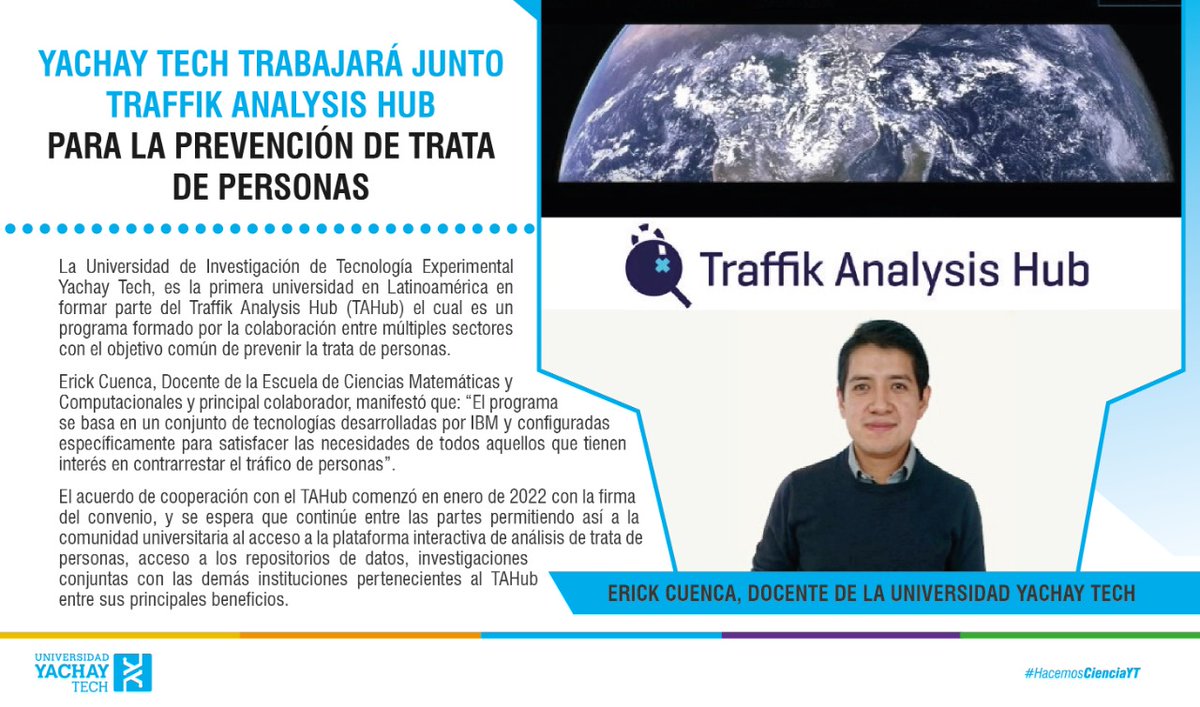 YACHAY TECH TRABAJARÁ JUNTO
TRAFFIK ANALYSIS HUB
PARA LA PREVENCIÓN DE TRATA
DE PERSONAS
La Universidad de Investigación de Tecnología Experimental
Yachay Tech, es la primera universidad en Latinoamérica en
formar parte del Traffik Analysis Hub (TAHub) el cual es un
programa formado por la colaboración entre múltiples sectores
con el objetivo común de prevenir la trata de personas.
Erick Cuenca, Docente de la Escuela de Ciencias Matemáticas y
Computacionales y principal colaborador, manifestó que: “El programa
se basa en un conjunto de tecnologías desarrolladas por IBM y configuradas
específicamente para satisfacer las necesidades de todos aquellos que tienen
interés en contrarrestar el tráfico de personas”.
El acuerdo de cooperación con el TAHub comenzó en enero de 2022 con la firma
del convenio, y se espera que continúe entre las partes permitiendo así a la
comunidad universitaria al acceso a la plataforma interactiva de análisis de trata de
personas, acceso a los repositorios de datos, investigaciones
conjuntas con las demás instituciones pertenecientes al TAHub
entre sus principales beneficios.
Traffik Analysis Hub
ERICK CUENCA, DOCENTE DE LA UNIVERSIDAD YACHAY TECH
UNIVERSIDAD
YACHAY
TECH
#HacemosCienciaYT